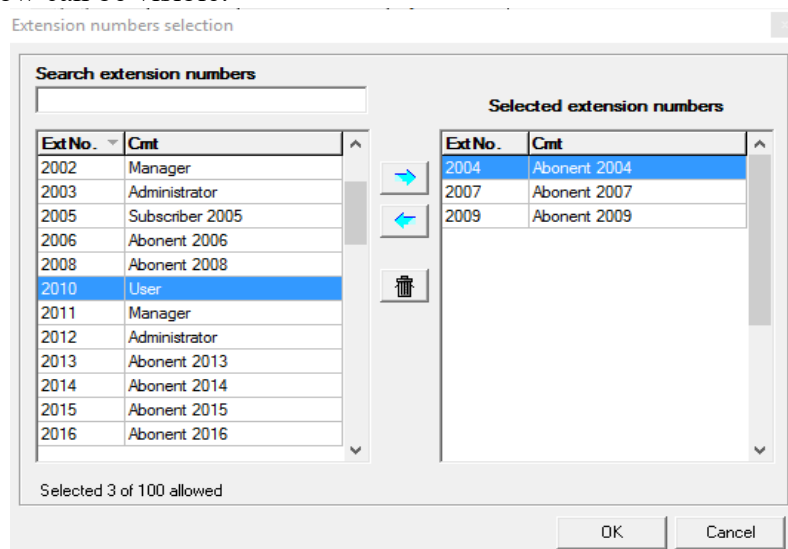 Extension numbers selection
Search extension numbers
Selected extension numbers
Ext No. Cmt
2002 Manager
2003 Administrator
2005 Subscriber 2005
2006 Abonent 2006
2008 Abonent 2008
2010 User
2011 Manager
2012 Administrator
2013 Abonent 2013
2014 Abonent 2014
2015 Abonent 2015
2016 Abonent 2016
Ext No. Cmt
2004 Abonent 2004
2007 Abonent 2007
2009 Abonent 2009
Selected 3 of 100 allowed
OK Cancel